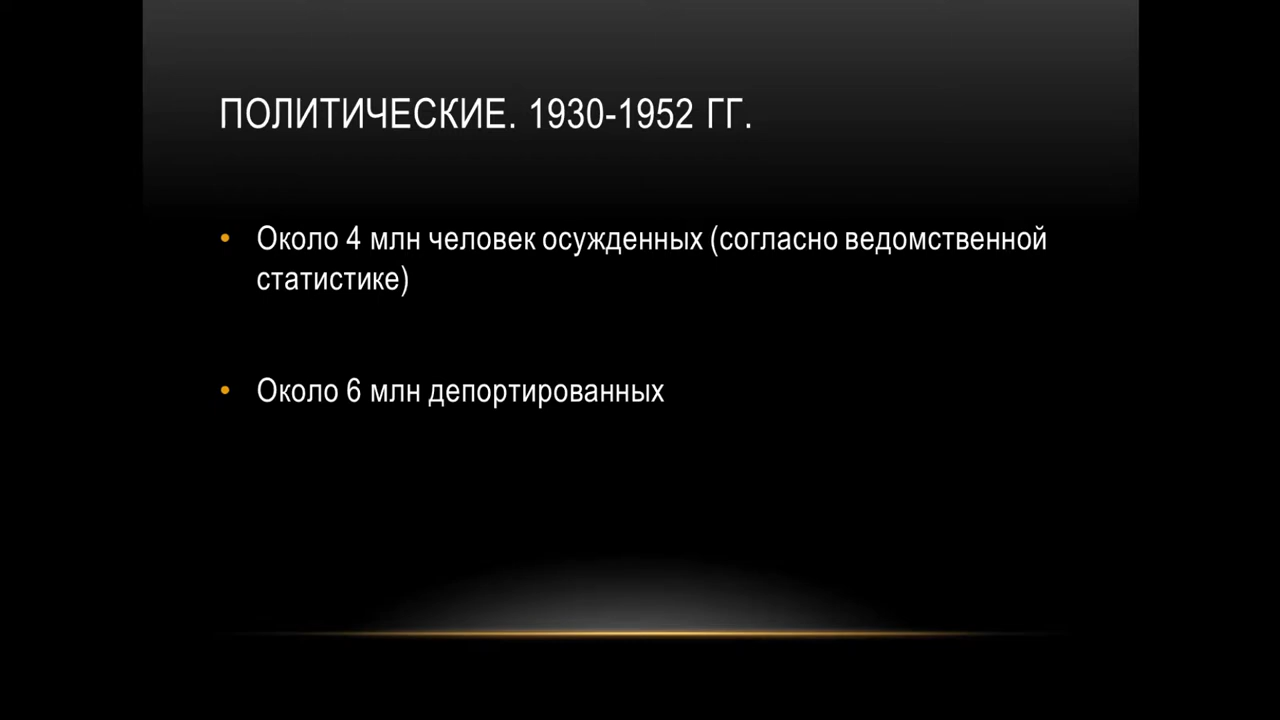 ПОЛИТИЧЕСКИЕ. 1930-1952 ГГ.
• Около 4 млн человек осужденных (согласно ведомственной
статистике)
• Около 6 млн депортированных